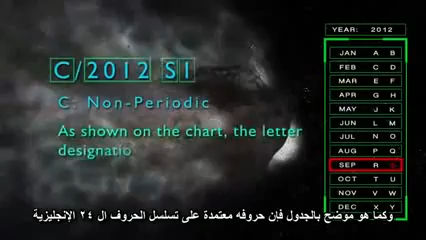 YEAR: 2012
C/2012 S1
C: Non-Periodic
As shown on the chart, the letter
designatio
JAN A B
FEB C D
MAR E F
APR G H
MAY J K
JUN L M
JUL N O
AUG P Q
SEP R
OCT T U
NOV V W
DEC X Y
وكما هو موضح بالجدول فإن حروفه معتمدة على تسلسل الحروف ال ٢٤ الإنجليزية